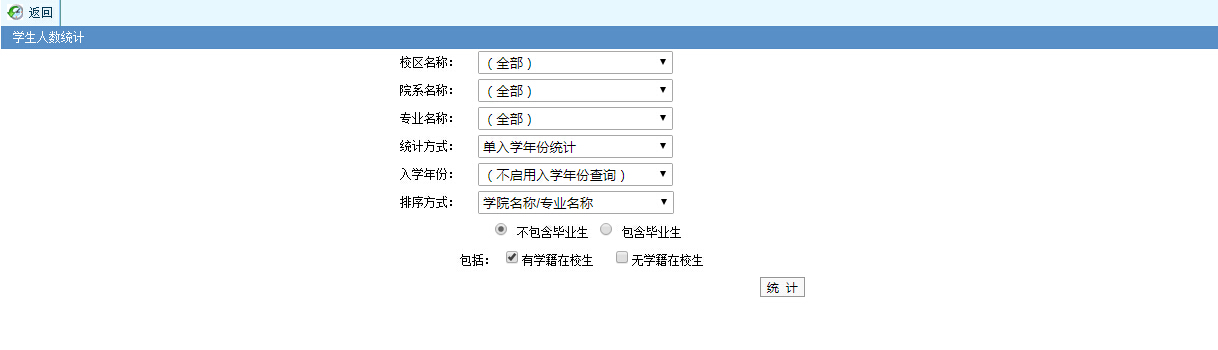 返回
学生人数统计
校区名称： （全部）
院系名称： （全部）
专业名称： （全部）
统计方式： 单入学年份统计
入学年份： （不启用入学年份查询）
排序方式： 学院名称/专业名称
不包含毕业生 包含毕业生
包括： 有学籍在校生 无学籍在校生
统 计